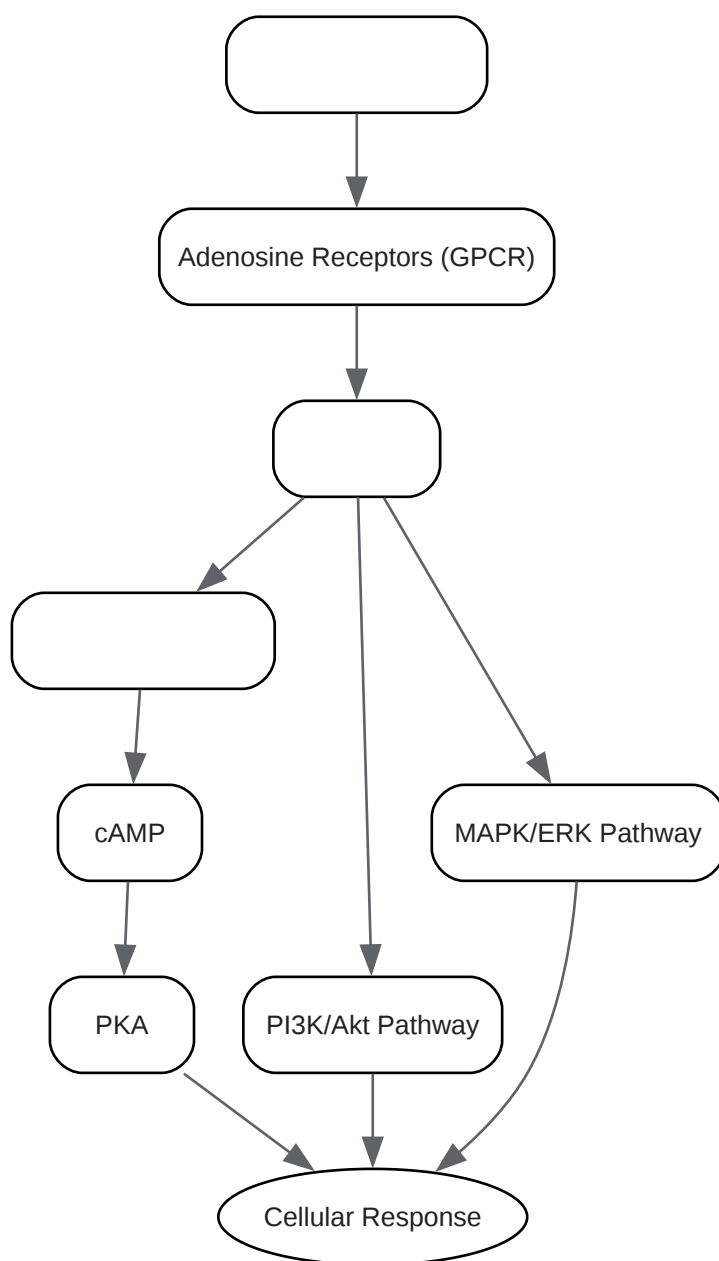 Adenosine Receptors (GPCR)
cAMP
MAPK/ERK Pathway
PKA
PI3K/Akt Pathway
Cellular Response